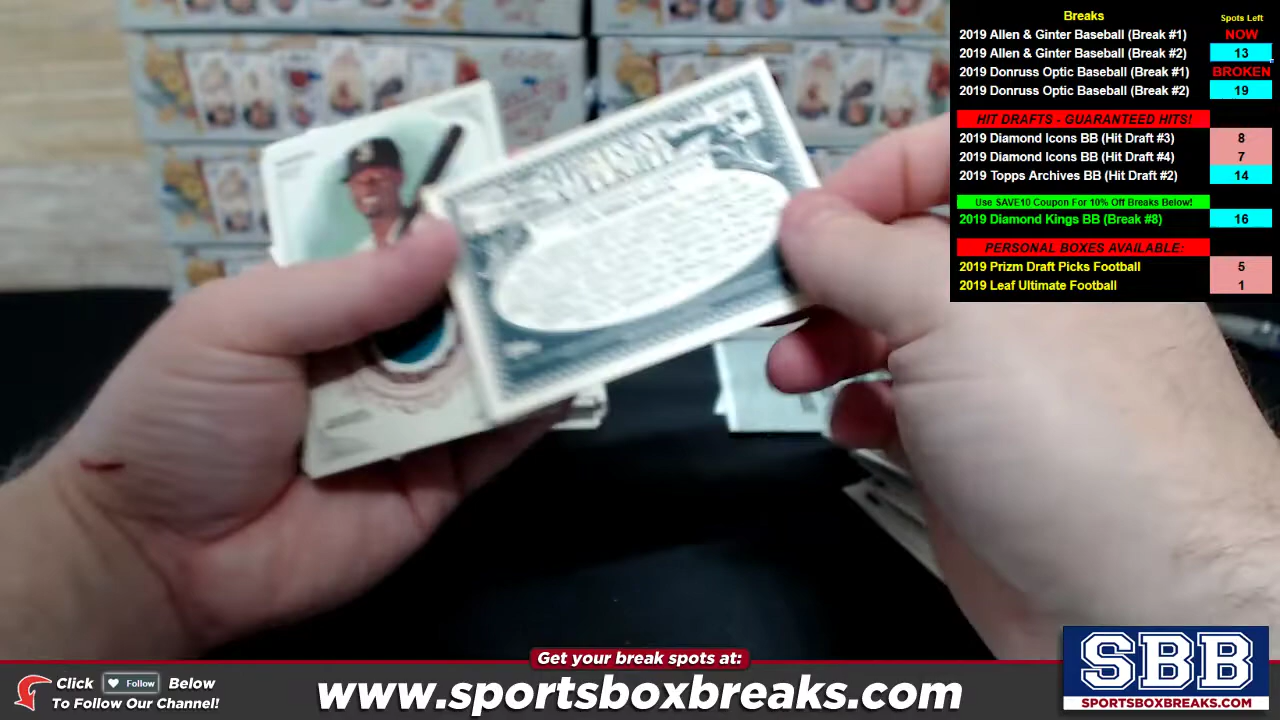 Breaks Spots Left
2019 Allen & Ginter Baseball (Break #1) NOW
2019 Allen & Ginter Baseball (Break #2) 13
2019 Donruss Optic Baseball (Break #1) BROKEN
2019 Donruss Optic Baseball (Break #2) 19
HIT DRAFTS - GUARANTEED HITS!
2019 Diamond Icons BB (Hit Draft #3) 8
2019 Diamond Icons BB (Hit Draft #4) 7
2019 Topps Archives BB (Hit Draft #2) 14
Use SAVE10 Coupon For 10% Off Breaks Below!
2019 Diamond Kings BB (Break #8) 16
PERSONAL BOXES AVAILABLE:
2019 Prizm Draft Picks Football 5
2019 Leaf Ultimate Football 1
Get your break spots at:
Click Follow Below
To Follow Our Channel!
www.sportsboxbreaks.com
SBB
SPORTSBOXBREAKS.COM